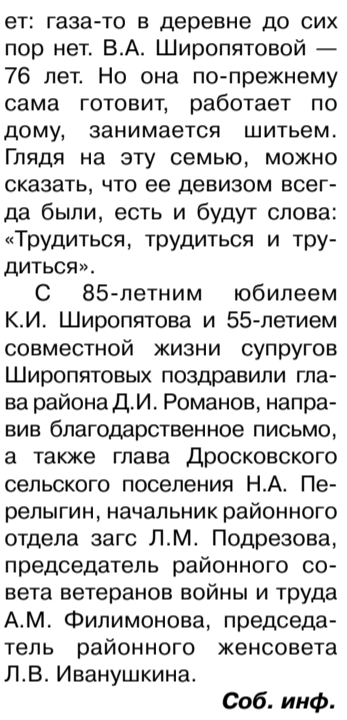 ет: газа-то в деревне до сих
пор нет. В.А. Широпятовой —
76 лет. Но она по-прежнему
сама готовит, работает по
дому, занимается шитьем.
Глядя на эту семью, можно
сказать, что ее девизом всег-
да были, есть и будут слова:
«Трудиться, трудиться и тру-
диться».
С 85-летним юбилеем
К.И. Широпятова и 55-летием
совместной жизни супругов
Широпятовых поздравили гла-
ва района Д.И. Романов, напра-
вив благодарственное письмо,
а также глава Дросковского
сельского поселения Н.А. Пе-
релыгин, начальник районного
отдела загс Л.М. Подрезова,
председатель районного со-
вета ветеранов войны и труда
А.М. Филимонова, председа-
тель районного женсовета
Л.В. Иванушкина.
Соб. инф.